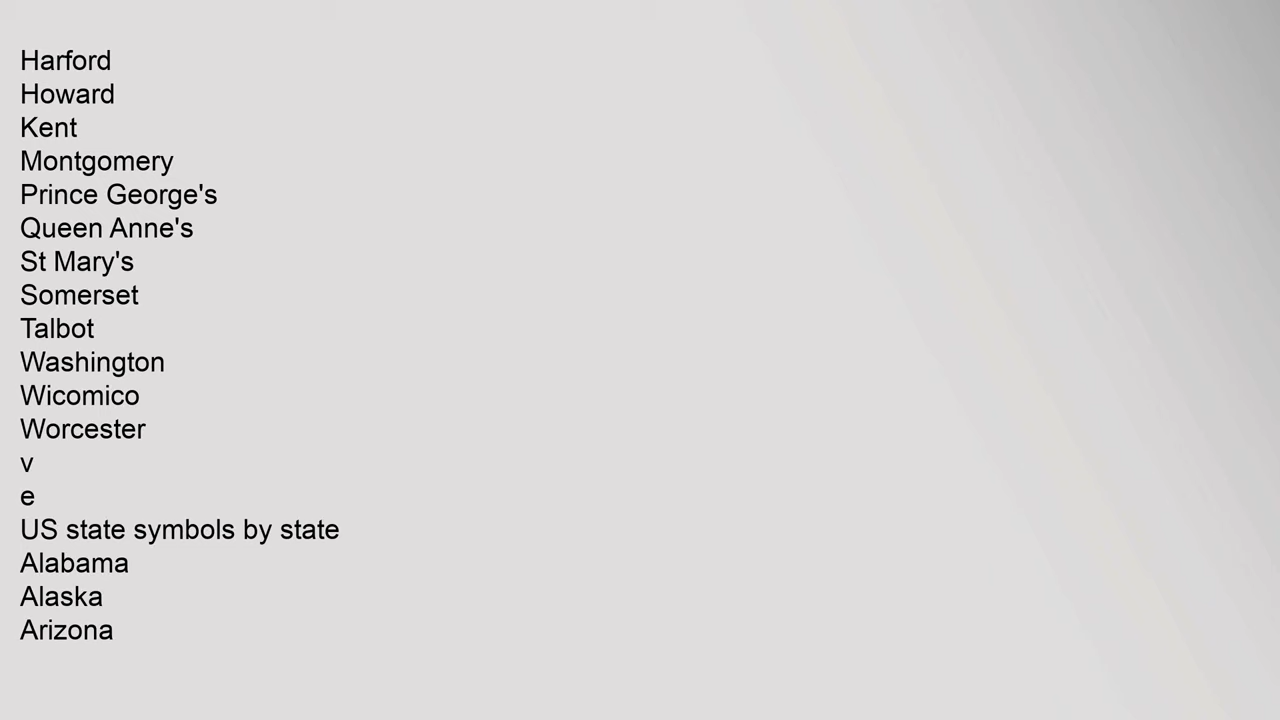 Harford
Howard
Kent
Montgomery
Prince George's
Queen Anne's
St Mary's
Somerset
Talbot
Washington
Wicomico
Worcester
v
e
US state symbols by state
Alabama
Alaska
Arizona